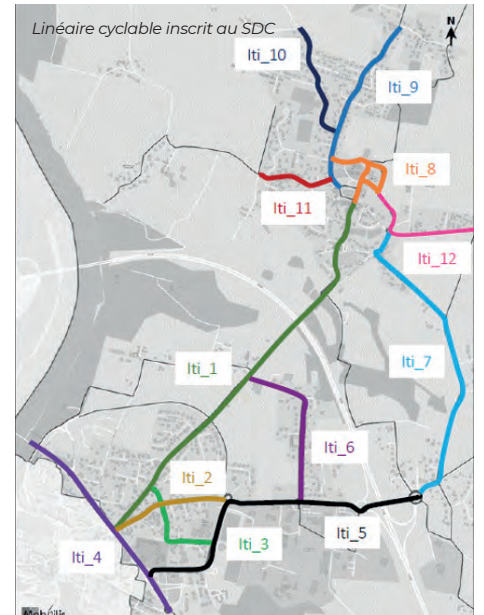 Linéaire cyclable inscrit au SDC
N
Iti_10
Iti_9
Iti_8
Iti_11
Iti_12
Iti_7
Iti_1
Iti_6
Iti_2
Iti_5
Iti_3
Iti_4